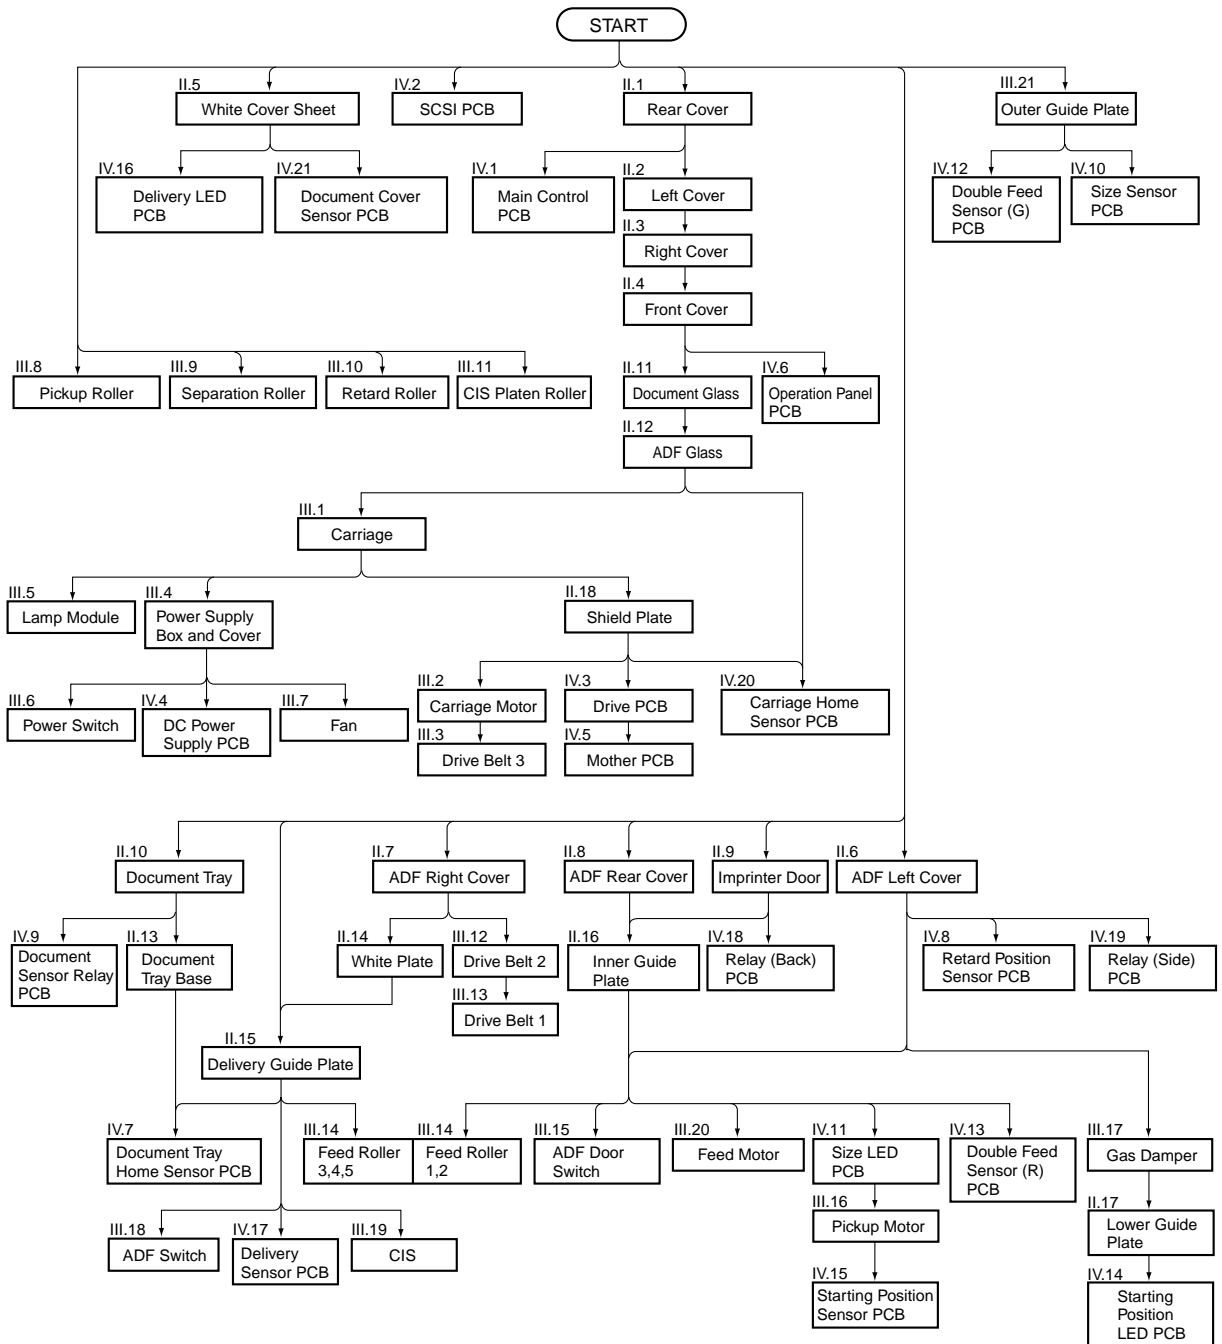 START
II.5
White Cover Sheet
IV.2
SCSI PCB
II.1
Rear Cover
III.21
Outer Guide Plate
IV.16
Delivery LED
PCB
IV.21
Document Cover
Sensor PCB
IV.1
Main Control
PCB
II.2
Left Cover
IV.12
Double Feed
Sensor (G)
PCB
IV.10
Size Sensor
PCB
II.3
Right Cover
II.4
Front Cover
III.8
Pickup Roller
III.9
Separation Roller
III.10
Retard Roller
III.11
CIS Platen Roller
II.11
Document Glass
IV.6
Operation Panel
PCB
II.12
ADF Glass
III.1
Carriage
III.5
Lamp Module
III.4
Power Supply
Box and Cover
II.18
Shield Plate
III.6
Power Switch
IV.4
DC Power
Supply PCB
III.7
Fan
III.2
Carriage Motor
IV.3
Drive PCB
IV.20
Carriage Home
Sensor PCB
III.3
Drive Belt 3
IV.5
Mother PCB
II.10
Document Tray
II.7
ADF Right Cover
II.8
ADF Rear Cover
II.9
Imprinter Door
II.6
ADF Left Cover
IV.9
Document
Sensor Relay
PCB
II.13
Document
Tray Base
II.14
White Plate
III.12
Drive Belt 2
II.16
Inner Guide
Plate
IV.18
Relay (Back)
PCB
IV.8
Retard Position
Sensor PCB
IV.19
Relay (Side)
PCB
III.13
Drive Belt 1
II.15
Delivery Guide Plate
IV.7
Document Tray
Home Sensor PCB
III.14
Feed Roller
3,4,5
III.14
Feed Roller
1,2
III.15
ADF Door
Switch
III.20
Feed Motor
IV.11
Size LED
PCB
IV.13
Double Feed
Sensor (R)
PCB
III.17
Gas Damper
III.18
ADF Switch
IV.17
Delivery
Sensor PCB
III.19
CIS
III.16
Pickup Motor
II.17
Lower Guide
Plate
IV.15
Starting Position
Sensor PCB
IV.14
Starting
Position
LED PCB